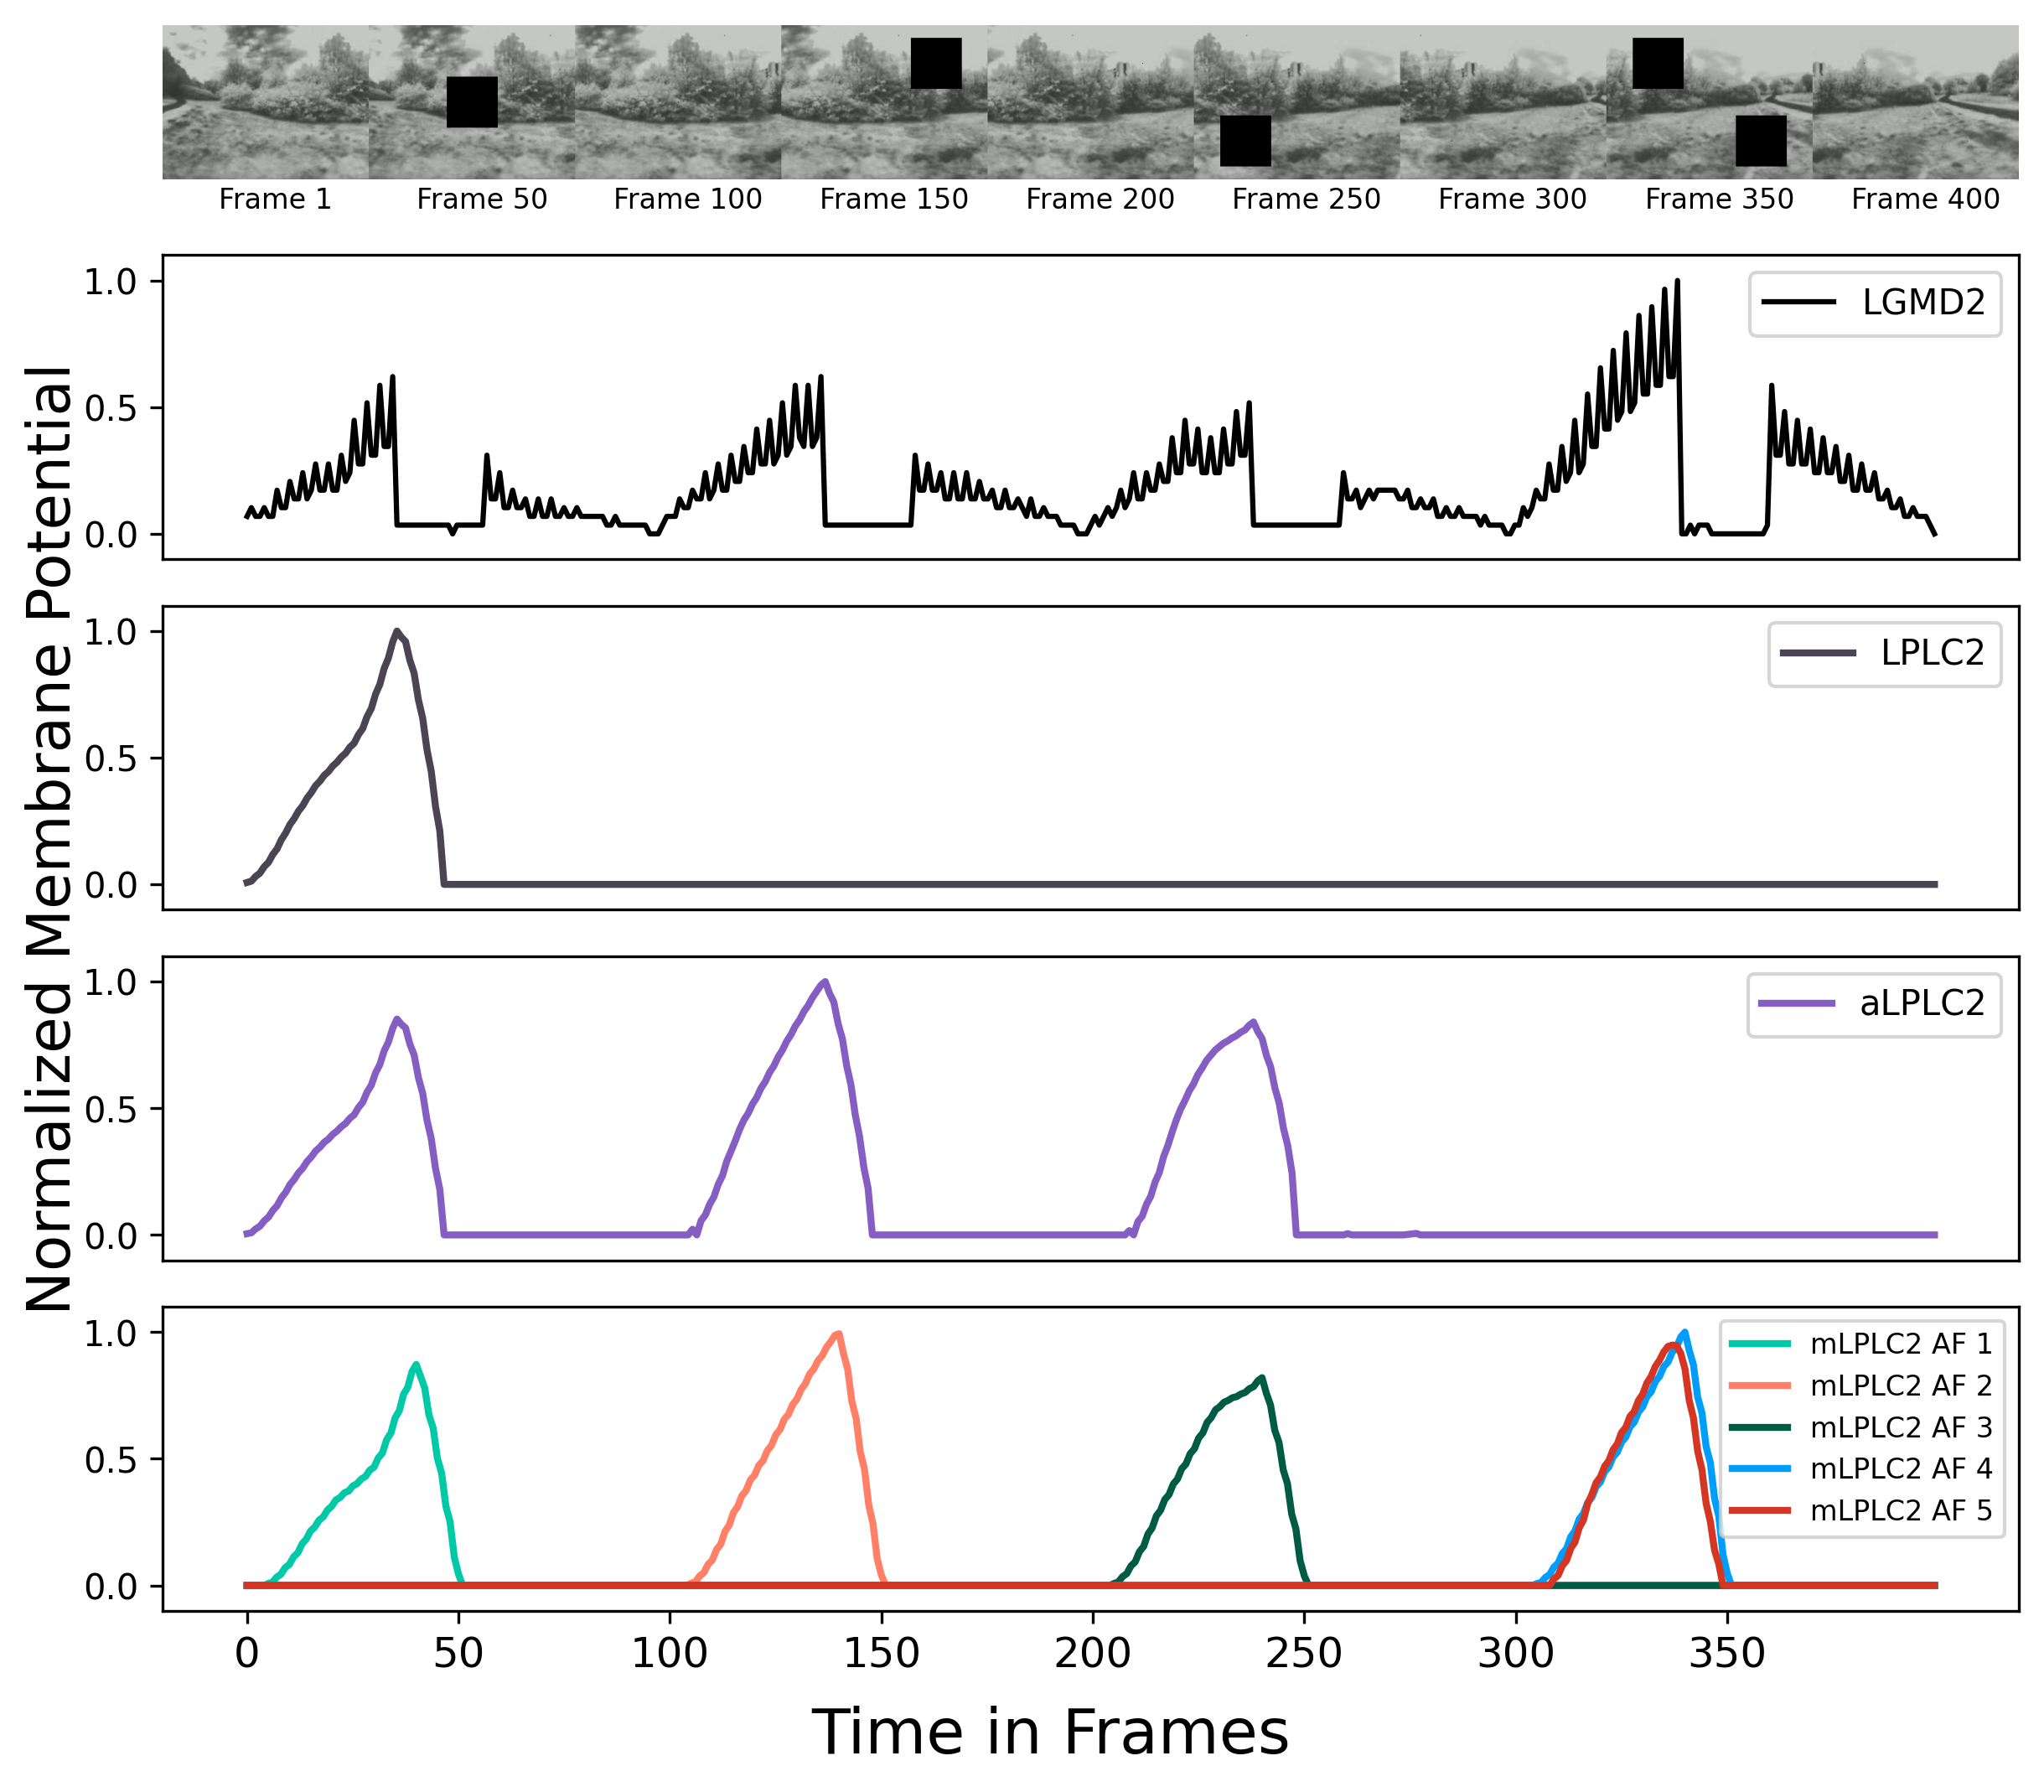 Frame 1 Frame 50 Frame 100 Frame 150 Frame 200 Frame 250 Frame 300 Frame 350 Frame 400
Normalized Membrane Potential
1.0
0.5
0.0
LGMD2
1.0
0.5
0.0
LPLC2
1.0
0.5
0.0
aLPLC2
1.0
0.5
0.0
mLPLC2 AF 1
mLPLC2 AF 2
mLPLC2 AF 3
mLPLC2 AF 4
mLPLC2 AF 5
0 50 100 150 200 250 300 350
Time in Frames